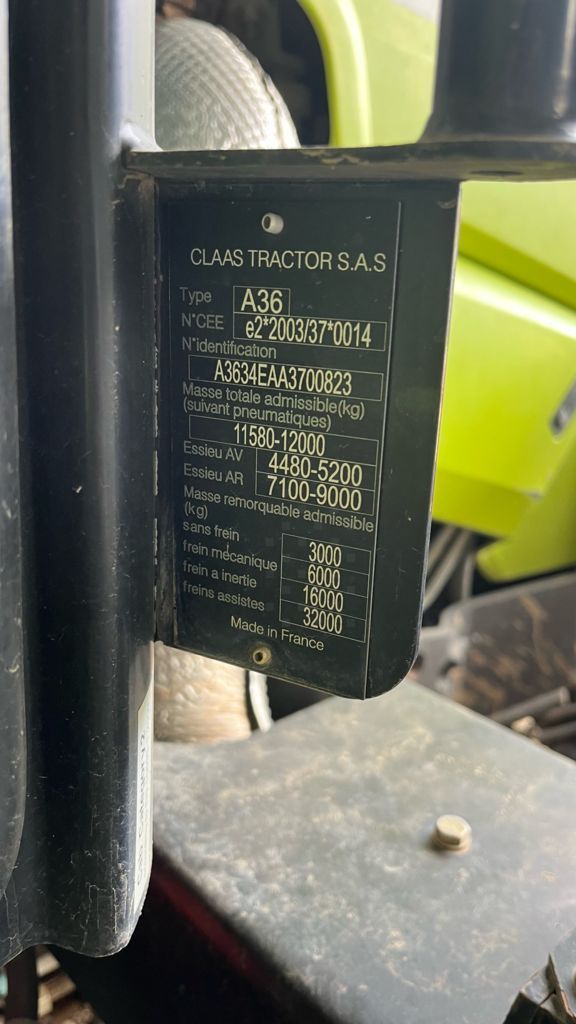 CLAAS TRACTOR S.A.S
Type A36
N°CEE e2*2003/37*0014
N°identification
A3634EAA3700823
Masse totale admissible(kg)
(suivant pneumatiques)
11580-12000
Essieu AV 4480-5200
Essieu AR 7100-9000
Masse remorquable admissible
(kg)
sans frein 3000
frein mecanique 6000
frein a inertie 16000
freins assistes 32000
Made in France